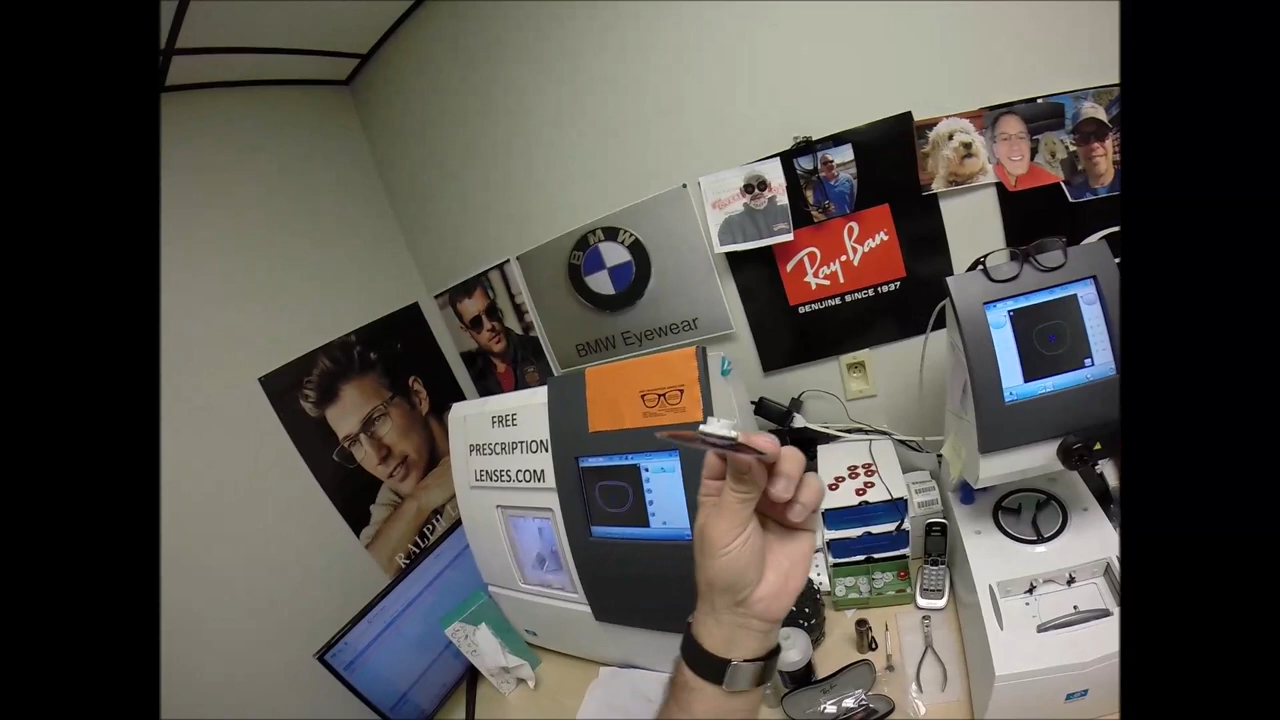 BMW
BMW Eyewear
Ray-Ban
GENUINE SINCE 1937
RALPH L
FREE
PRESCRIPTION
LENSES.COM